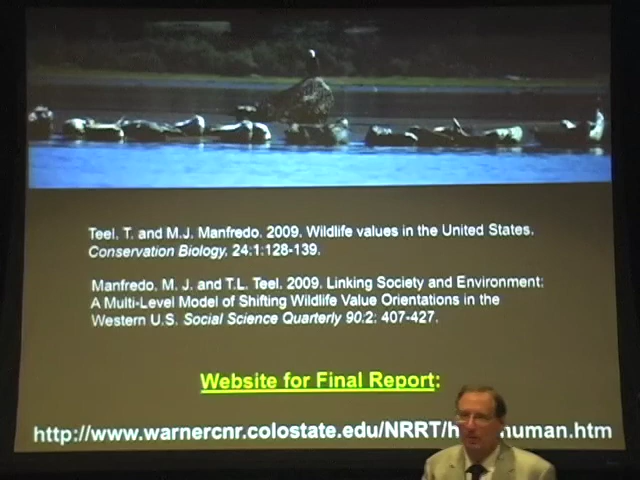 Teel, T. and M.J. Manfredo. 2009. Wildlife values in the United States.
Conservation Biology, 24:1:128-139.
Manfredo, M. J. and T.L. Teel. 2009. Linking Society and Environment:
A Multi-Level Model of Shifting Wildlife Value Orientations in the
Western U.S. Social Science Quarterly 90:2: 407-427.
Website for Final Report:
http://www.warnercnr.colostate.edu/NRRT/h human.htm